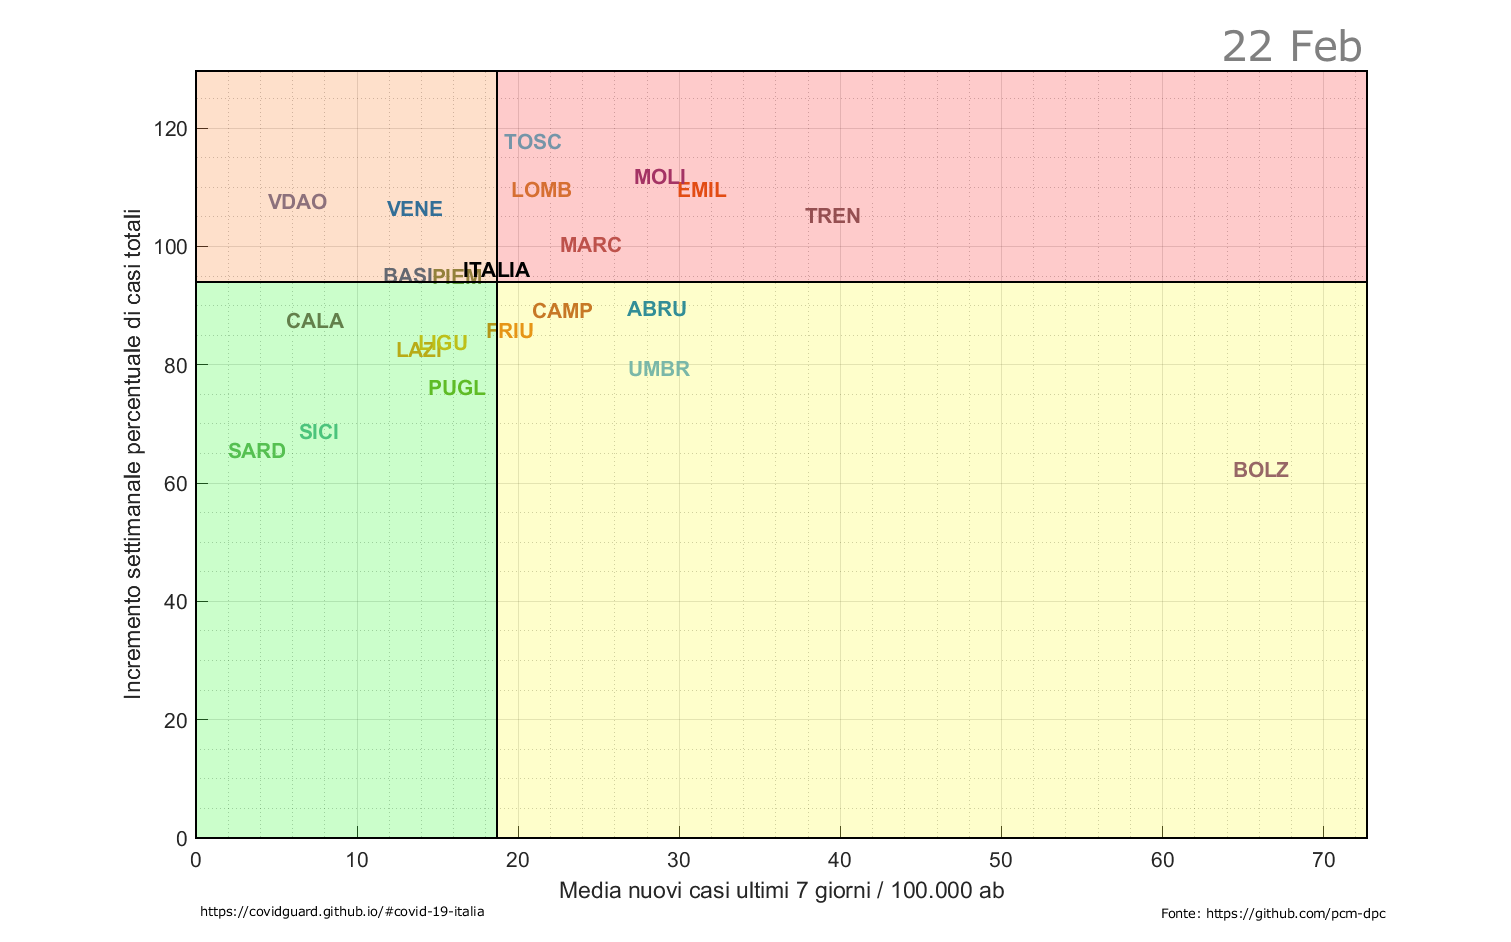 22 Feb
Incremento settimanale percentuale di casi totali
120
100
80
60
40
20
0
TOSC
MOLI
LOMB
EMIL
VDAO
VENE
TREN
MARC
ITALIA
BASI
PIEM
CAMP
ABRU
CALA
FRIU
LIGU
LAZI
UMBR
PUGL
SICI
SARD
BOLZ
0 10 20 30 40 50 60 70
Media nuovi casi ultimi 7 giorni / 100.000 ab
https://covidguard.github.io/#covid-19-italia
Fonte: https://github.com/pcm-dpc